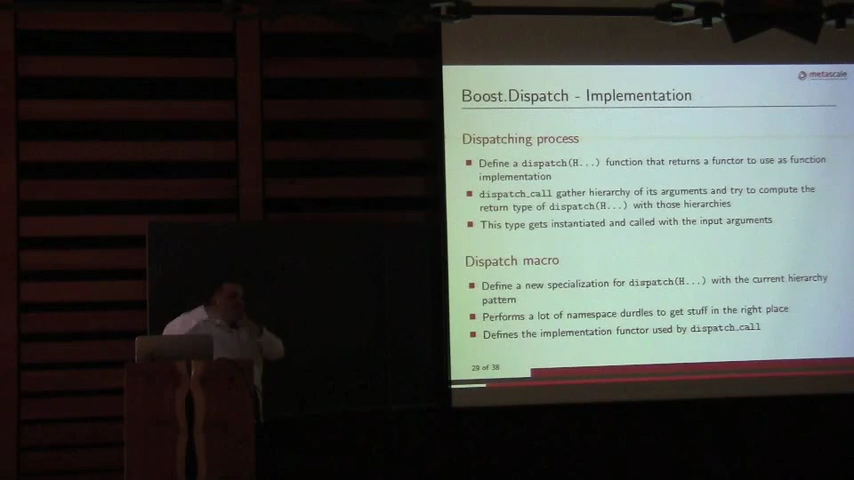 metascale
Boost.Dispatch - Implementation
Dispatching process
Define a dispatch(H...) function that returns a functor to use as function
implementation
dispatch_call gather hierarchy of its arguments and try to compute the
return type of dispatch(H...) with those hierarchies
This type gets instantiated and called with the input arguments
Dispatch macro
Define a new specialization for dispatch(H...) with the current hierarchy
pattern
Performs a lot of namespace durdles to get stuff in the right place
Defines the implementation functor used by dispatch_call
29 of 38